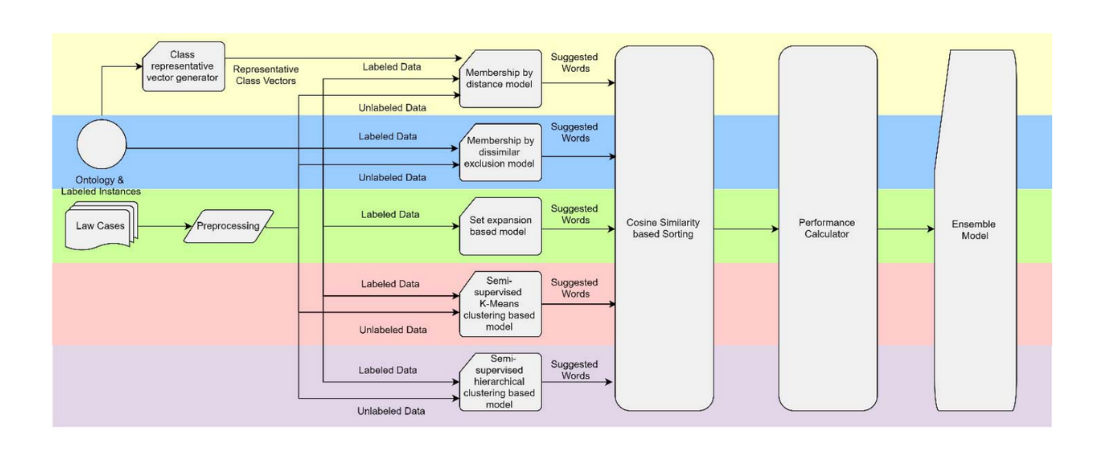 Class
representative
vector generator
Representative
Class Vectors
Labeled Data
Unlabeled Data
Membership by
distance model
Suggested
Words
Ontology &
Labeled Instances
Labeled Data
Unlabeled Data
Membership by
dissimilar
exclusion model
Suggested
Words
Law Cases
Preprocessing
Labeled Data
Set expansion
based model
Suggested
Words
Cosine Similarity
based Sorting
Performance
Calculator
Ensemble
Model
Labeled Data
Unlabeled Data
Semi-
supervised
K-Means
clustering based
model
Suggested
Words
Labeled Data
Unlabeled Data
Semi-
supervised
hierarchical
clustering based
model
Suggested
Words